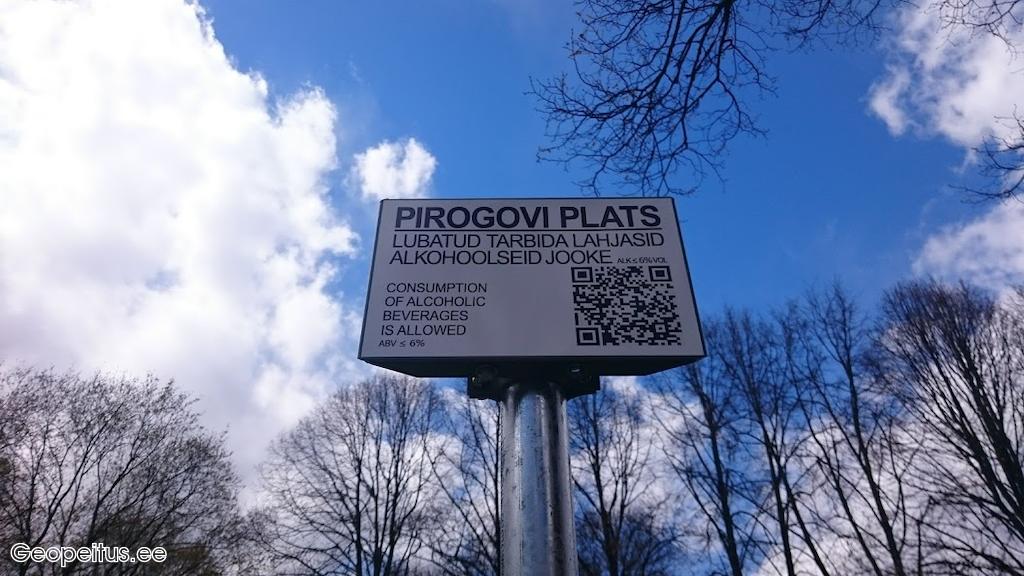 PIROGOVI PLATS
LUBATUD TARBIDA LAHJASID
ALKOHOOLSEID JOOKE ALK ≤ 6% VOL
CONSUMPTION
OF ALCOHOLIC
BEVERAGES
IS ALLOWED
ABV ≤ 6%
Geopeitus.ee